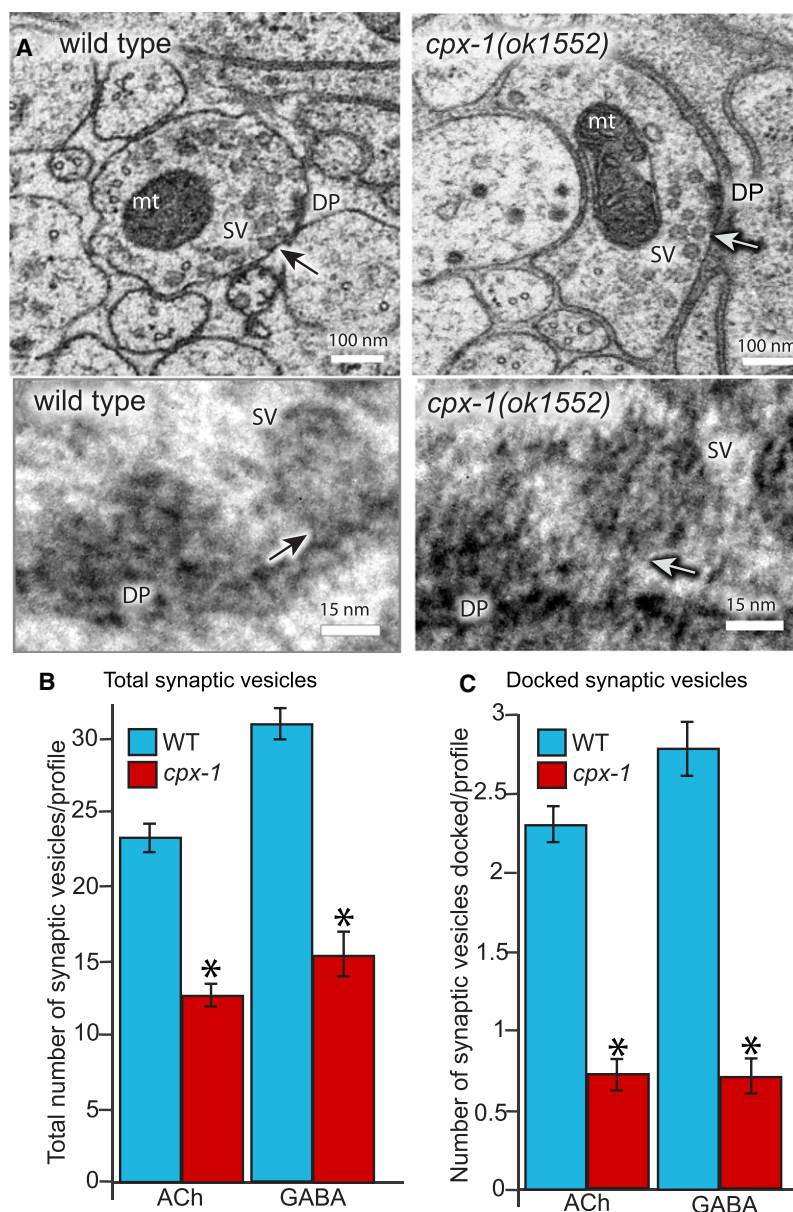 A wild type
mt
SV
DP
100 nm
cpx-1(ok1552)
mt
DP
SV
100 nm
wild type
SV
DP
15 nm
cpx-1(ok1552)
SV
DP
15 nm
B Total synaptic vesicles
Total number of synaptic vesicles/profile
30
25
20
15
10
5
0
WT
cpx-1
*
*
ACh
GABA
C Docked synaptic vesicles
Number of synaptic vesicles docked/profile
3
2.5
2
1.5
1
0.5
0
WT
cpx-1
*
*
ACh
GABA